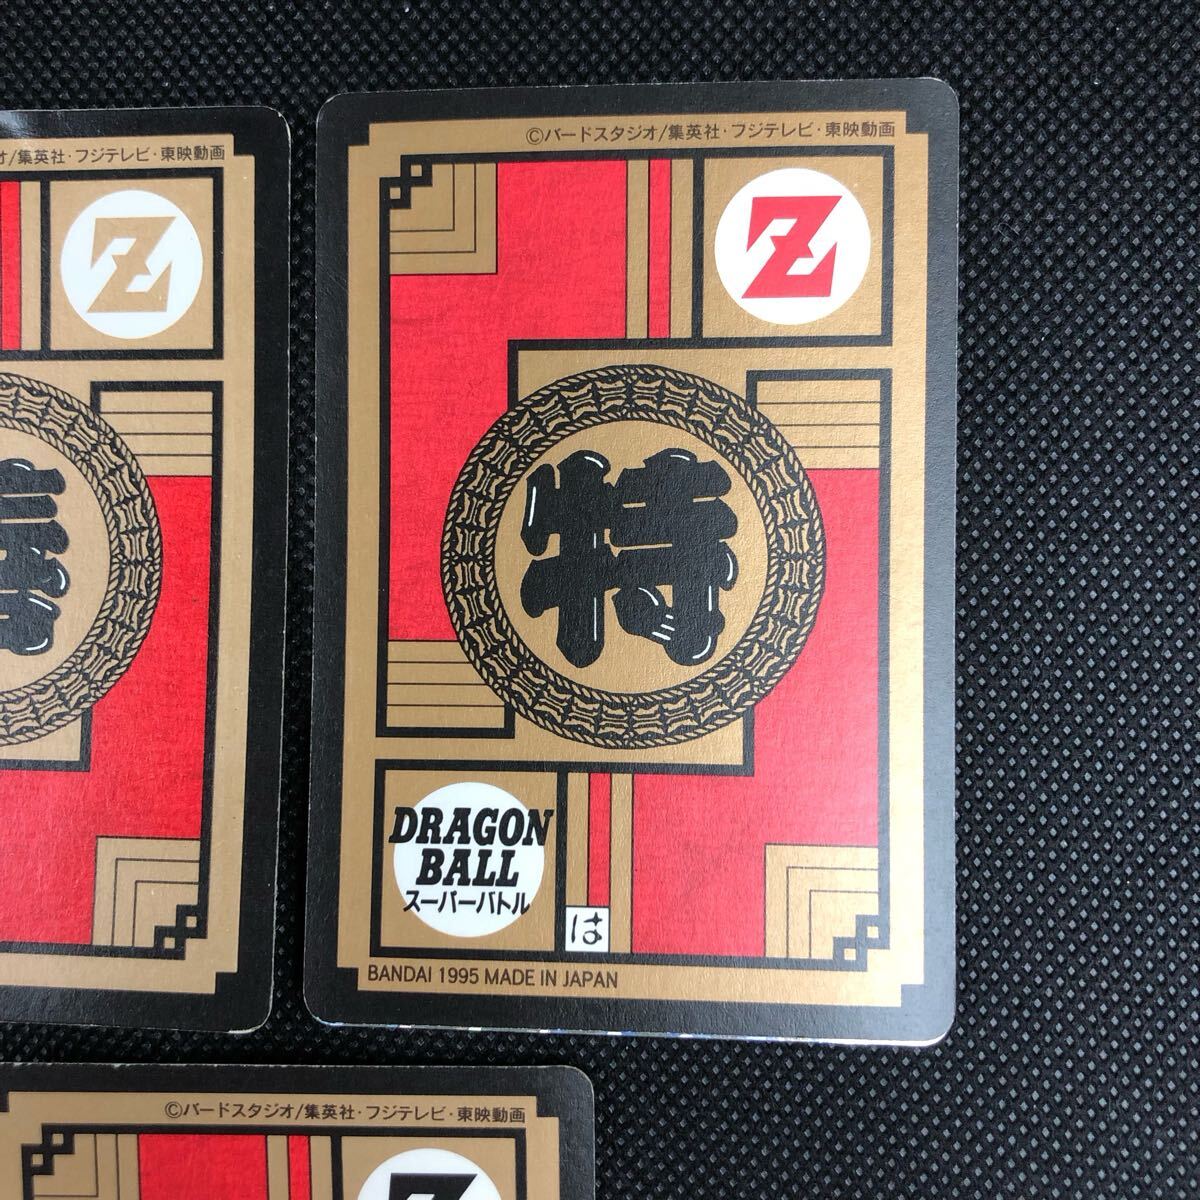 ©バードスタジオ/集英社・フジテレビ・東映動画
Z
特
DRAGON
BALL
スーパーバトル
は
BANDAI 1995 MADE IN JAPAN
/集英社・フジテレビ・東映動画
Z
©バードスタジオ/集英社・フジテレビ・東映動画
Z